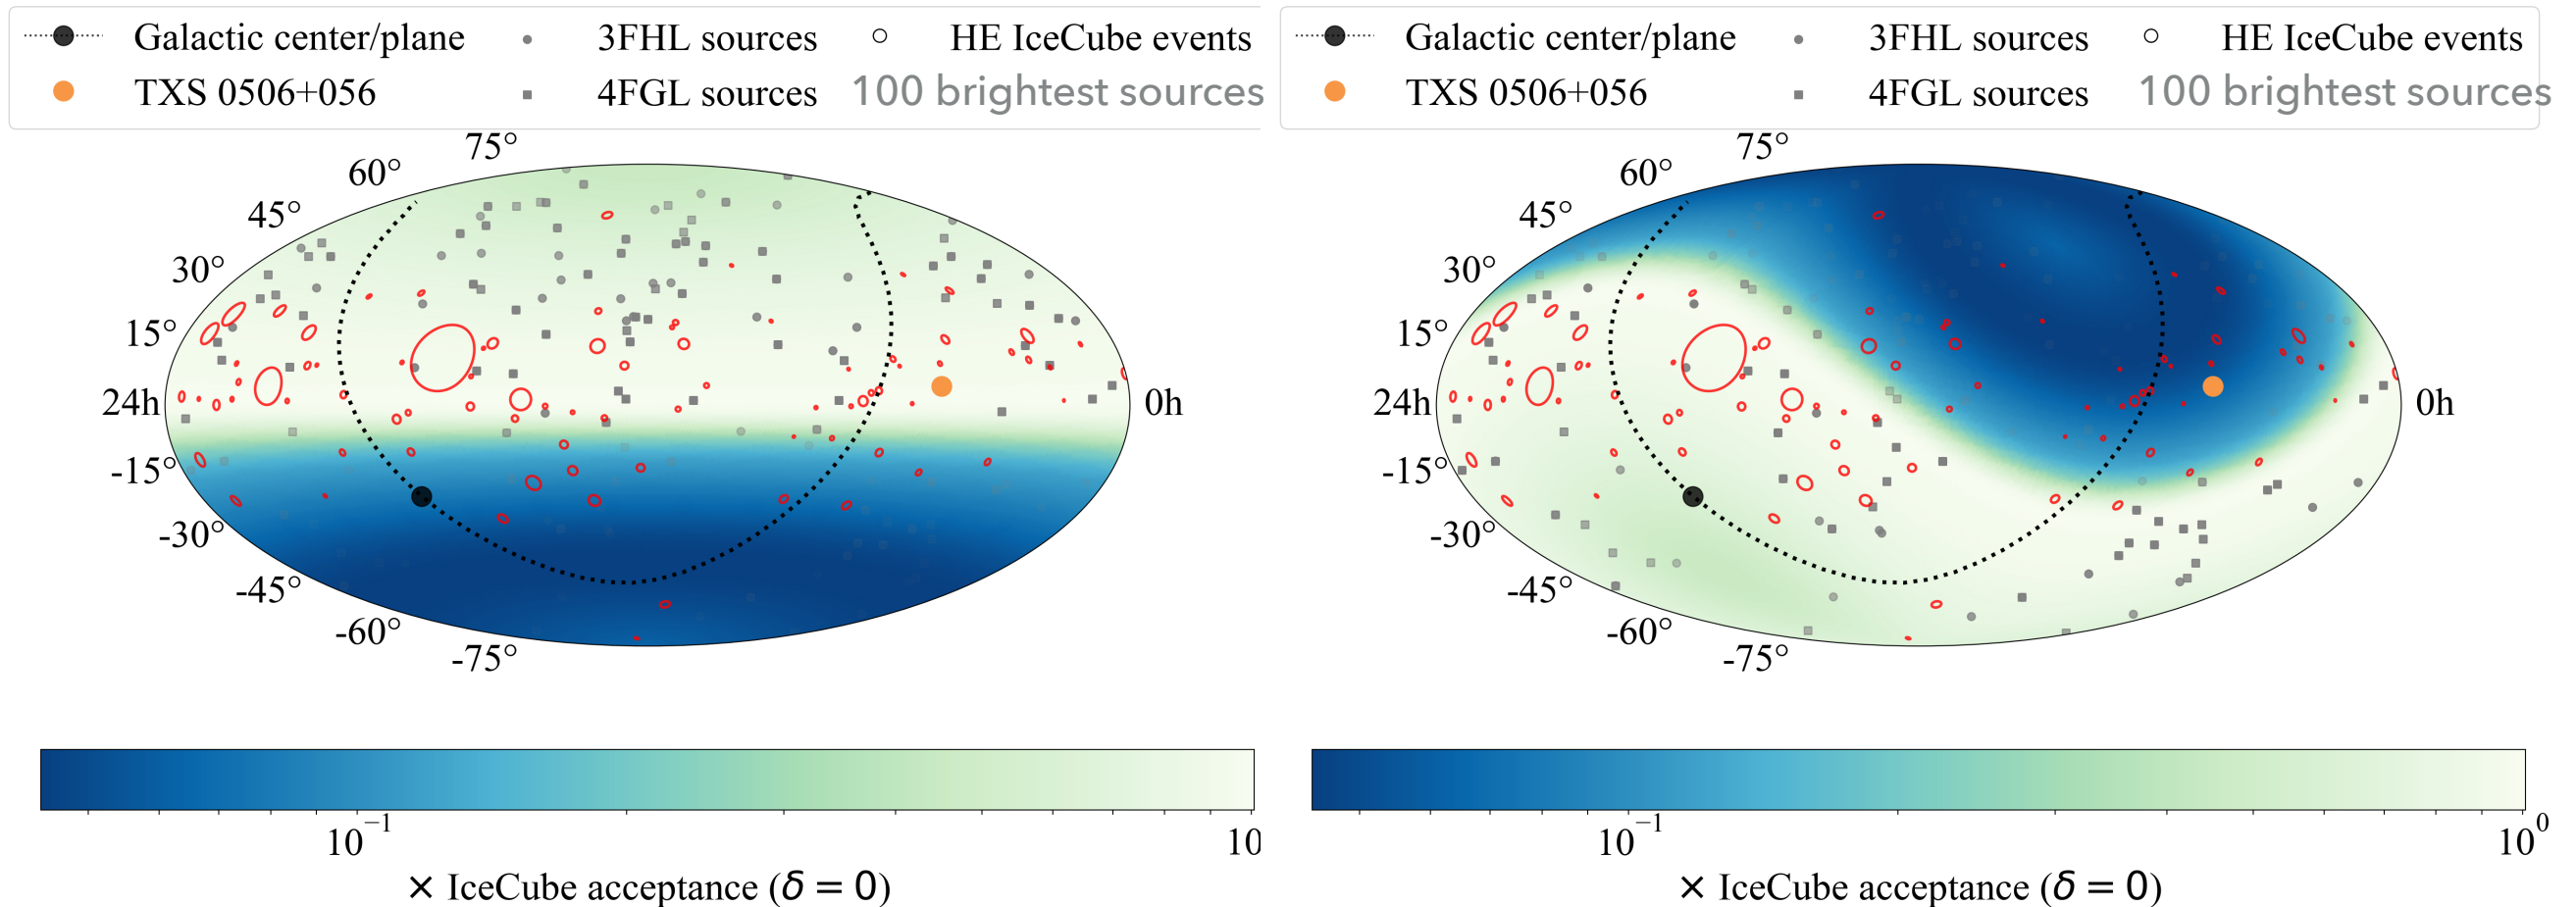 Galactic center/plane 3FHL sources HE IceCube events
TXS 0506+056 4FGL sources 100 brightest sources
75°
60°
45°
30°
15°
24h 0h
-15°
-30°
-45°
-60°
-75°
10⁻¹ 10
× IceCube acceptance (δ = 0)
Galactic center/plane 3FHL sources HE IceCube events
TXS 0506+056 4FGL sources 100 brightest sources
75°
60°
45°
30°
15°
24h 0h
-15°
-30°
-45°
-60°
-75°
10⁻¹ 10⁰
× IceCube acceptance (δ = 0)